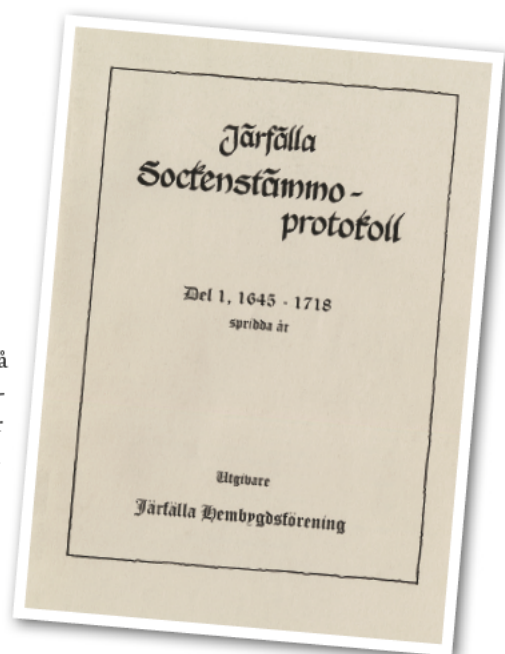 Järfälla
Sockenstämmo-
protokoll
Del 1, 1645 - 1718
spridda år
Utgivare
Järfälla Hembygdsförening
å
-
r